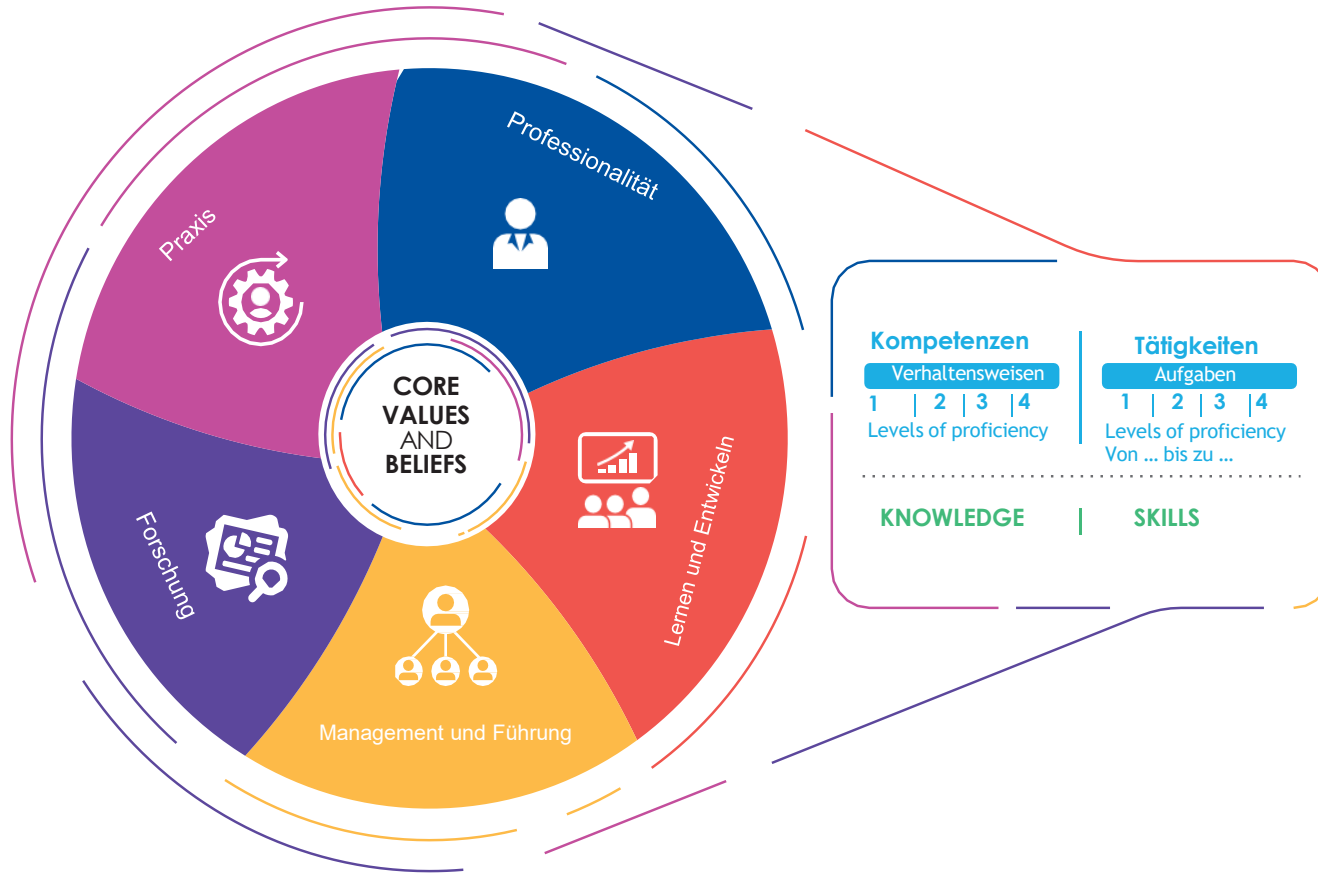 Professionalität
Praxis
CORE
VALUES
AND
BELIEFS
Lernen und Entwickeln
Forschung
Management und Führung
Kompetenzen
Verhaltensweisen
1 | 2 | 3 | 4
Levels of proficiency
Tätigkeiten
Aufgaben
1 | 2 | 3 | 4
Levels of proficiency
Von ... bis zu ...
KNOWLEDGE | SKILLS